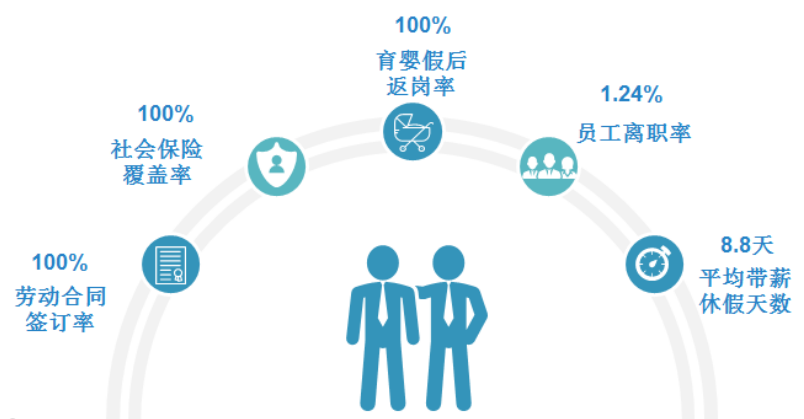 100%
劳动合同
签订率
100%
社会保险
覆盖率
100%
育婴假后
返岗率
1.24%
员工离职率
8.8天
平均带薪
休假天数